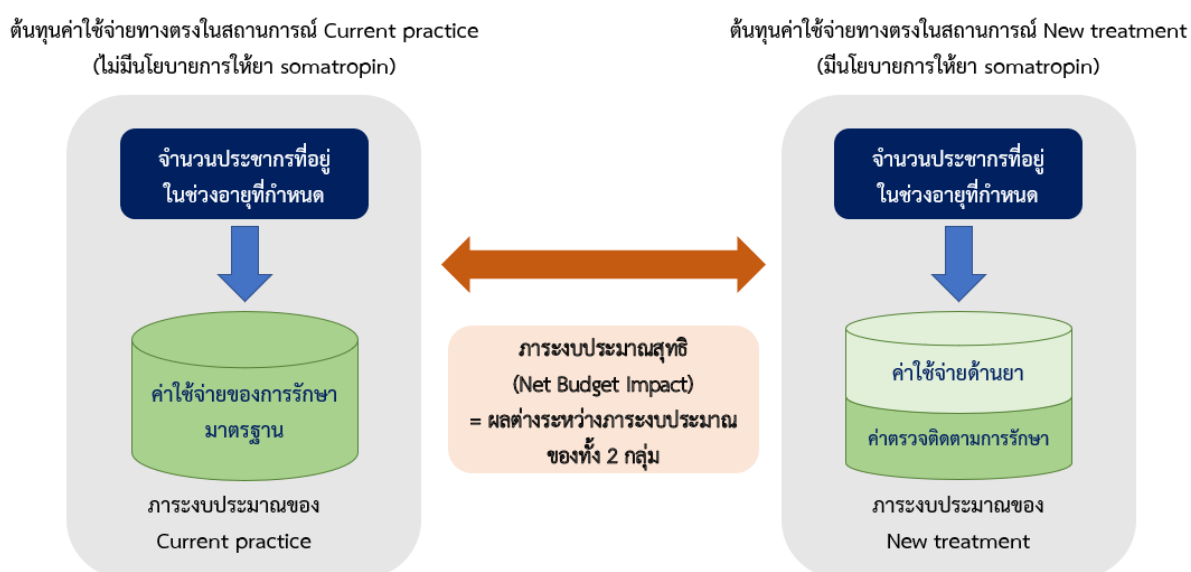 ต้นทุนค่าใช้จ่ายทางตรงในสถานการณ์ Current practice
(ไม่มีนโยบายการให้ยา somatropin)
จำนวนประชากรที่อยู่
ในช่วงอายุที่กำหนด
ค่าใช้จ่ายของการรักษา
มาตรฐาน
ภาระงบประมาณของ
Current practice
ภาระงบประมาณสุทธิ
(Net Budget Impact)
= ผลต่างระหว่างภาระงบประมาณ
ของทั้ง 2 กลุ่ม
ต้นทุนค่าใช้จ่ายทางตรงในสถานการณ์ New treatment
(มีนโยบายการให้ยา somatropin)
จำนวนประชากรที่อยู่
ในช่วงอายุที่กำหนด
ค่าใช้จ่ายด้านยา
ค่าตรวจติดตามการรักษา
ภาระงบประมาณของ
New treatment